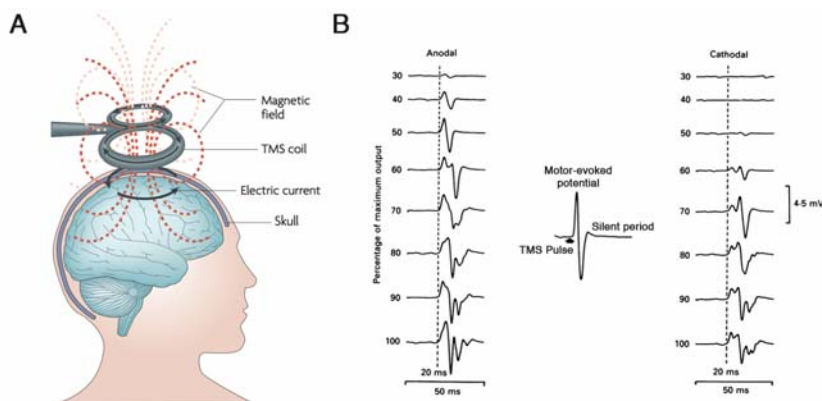 A
Magnetic
field
TMS coil
Electric current
Skull
B
Anodal
Percentage of maximum output
30
40
50
60
70
80
90
100
20 ms
50 ms
Motor-evoked
potential
Silent period
TMS Pulse
Cathodal
30
40
50
60
70
80
90
100
4-5 mV
20 ms
50 ms